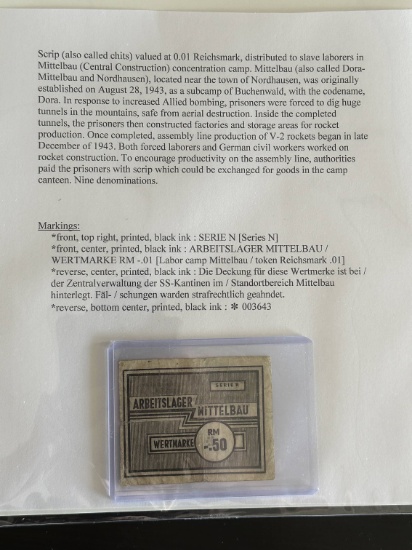 Scrip (also called chits) valued at 0.01 Reichsmark, distributed to slave laborers in
Mittelbau (Central Construction) concentration camp. Mittelbau (also called Dora-
Mittelbau and Nordhausen), located near the town of Nordhausen, was originally
established on August 28, 1943, as a subcamp of Buchenwald, with the codename,
Dora. In response to increased Allied bombing, prisoners were forced to dig huge
tunnels in the mountains, safe from aerial destruction. Inside the completed
tunnels, the prisoners then constructed factories and storage areas for rocket
production. Once completed, assembly line production of V-2 rockets began in late
December of 1943. Both forced laborers and German civil workers worked on
rocket construction. To encourage productivity on the assembly line, authorities
paid the prisoners with scrip which could be exchanged for goods in the camp
canteen. Nine denominations.
Markings:
*front, top right, printed, black ink : SERIE N [Series N]
*front, center, printed, black ink : ARBEITSLAGER MITTELBAU /
WERTMARKE RM -.01 [Labor camp Mittelbau / token Reichsmark .01]
*reverse, center, printed, black ink : Die Deckung für diese Wertmerke ist bei /
der Zentralverwaltung der SS-Kantinen im / Standortbereich Mittelbau
hinterlegt. Fäl- / schungen warden strafrechtlich geahndet.
*reverse, bottom center, printed, black ink : ✻ 003643
SERIE
ARBEITSLAGER
MITTELBAU
WERTMARKE
RM
-.50